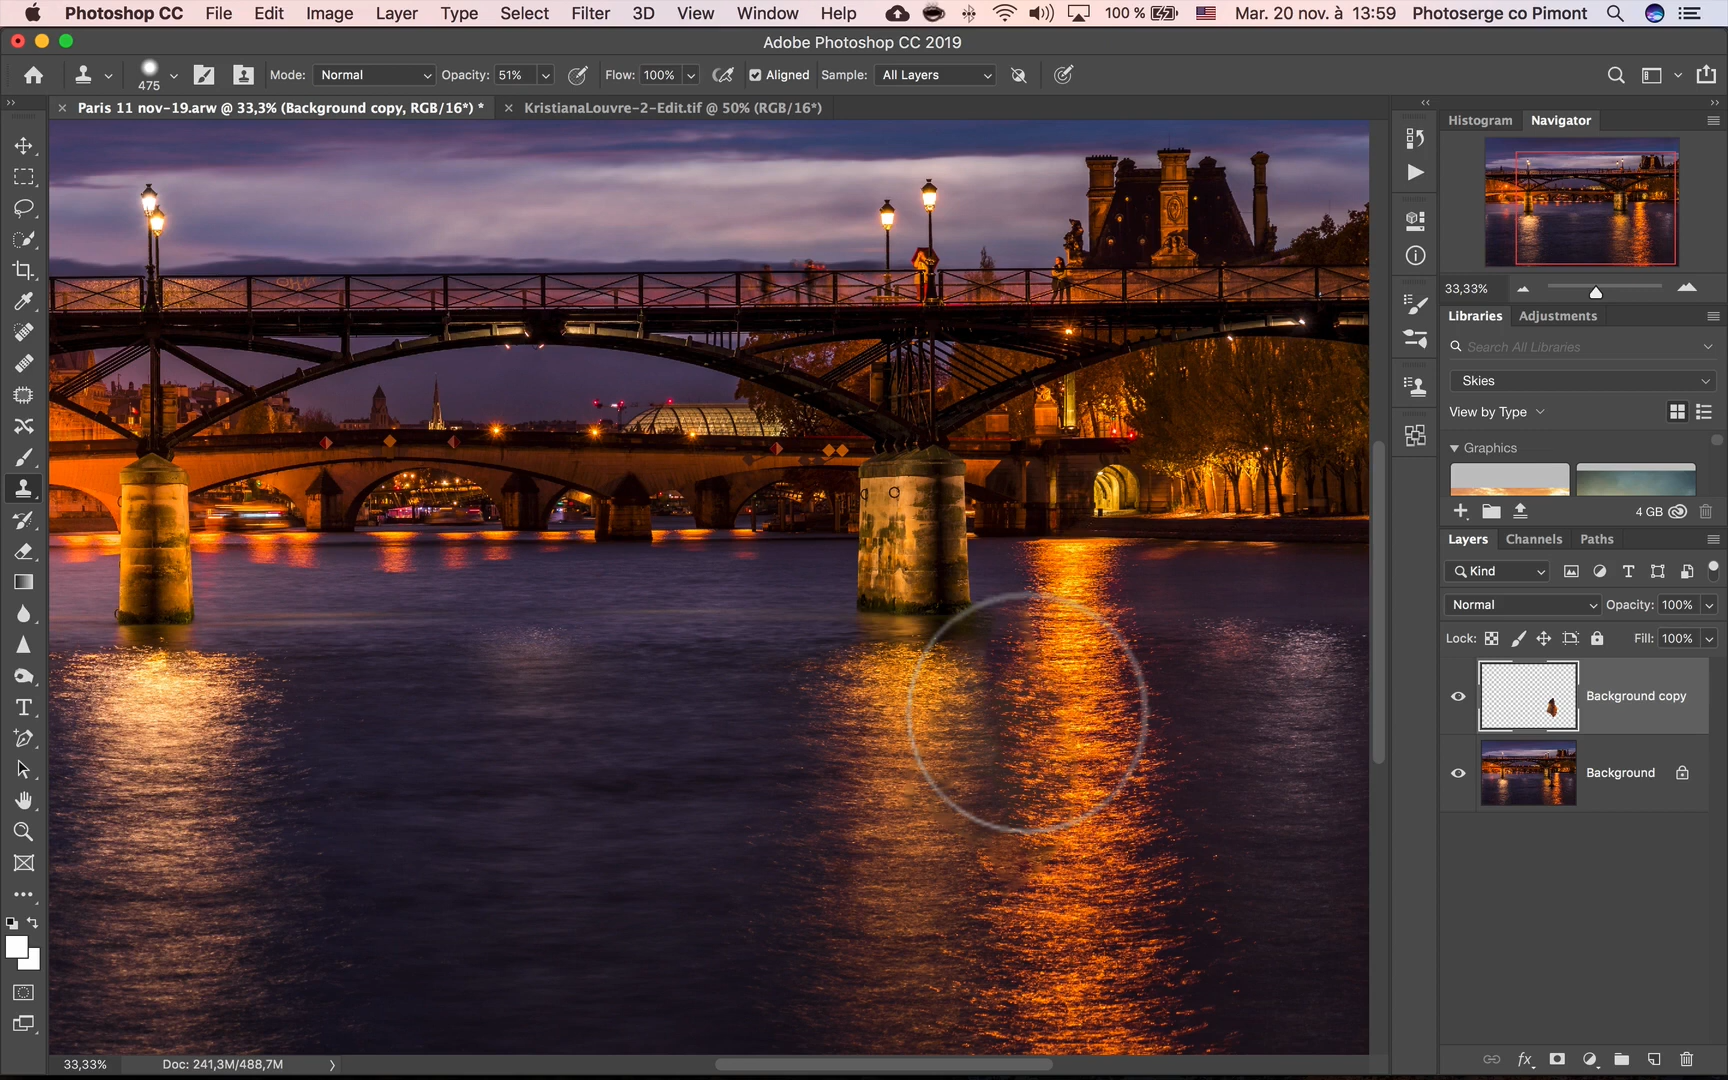 Photoshop CC File Edit Image Layer Type Select Filter 3D View Window Help 100 % Mar. 20 nov. à 13:59 Photoserge co Pimont
Adobe Photoshop CC 2019
475 Mode: Normal Opacity: 51% Flow: 100% Aligned Sample: All Layers
Paris 11 nov-19.arw @ 33,3% (Background copy, RGB/16*) * KristianaLouvre-2-Edit.tif @ 50% (RGB/16*)
Histogram Navigator
33,33%
Libraries Adjustments
Search All Libraries
Skies
View by Type
Graphics
4 GB
Layers Channels Paths
Kind
Normal Opacity: 100%
Lock: Fill: 100%
Background copy
Background
fx
33,33% Doc: 241,3M/488,7M